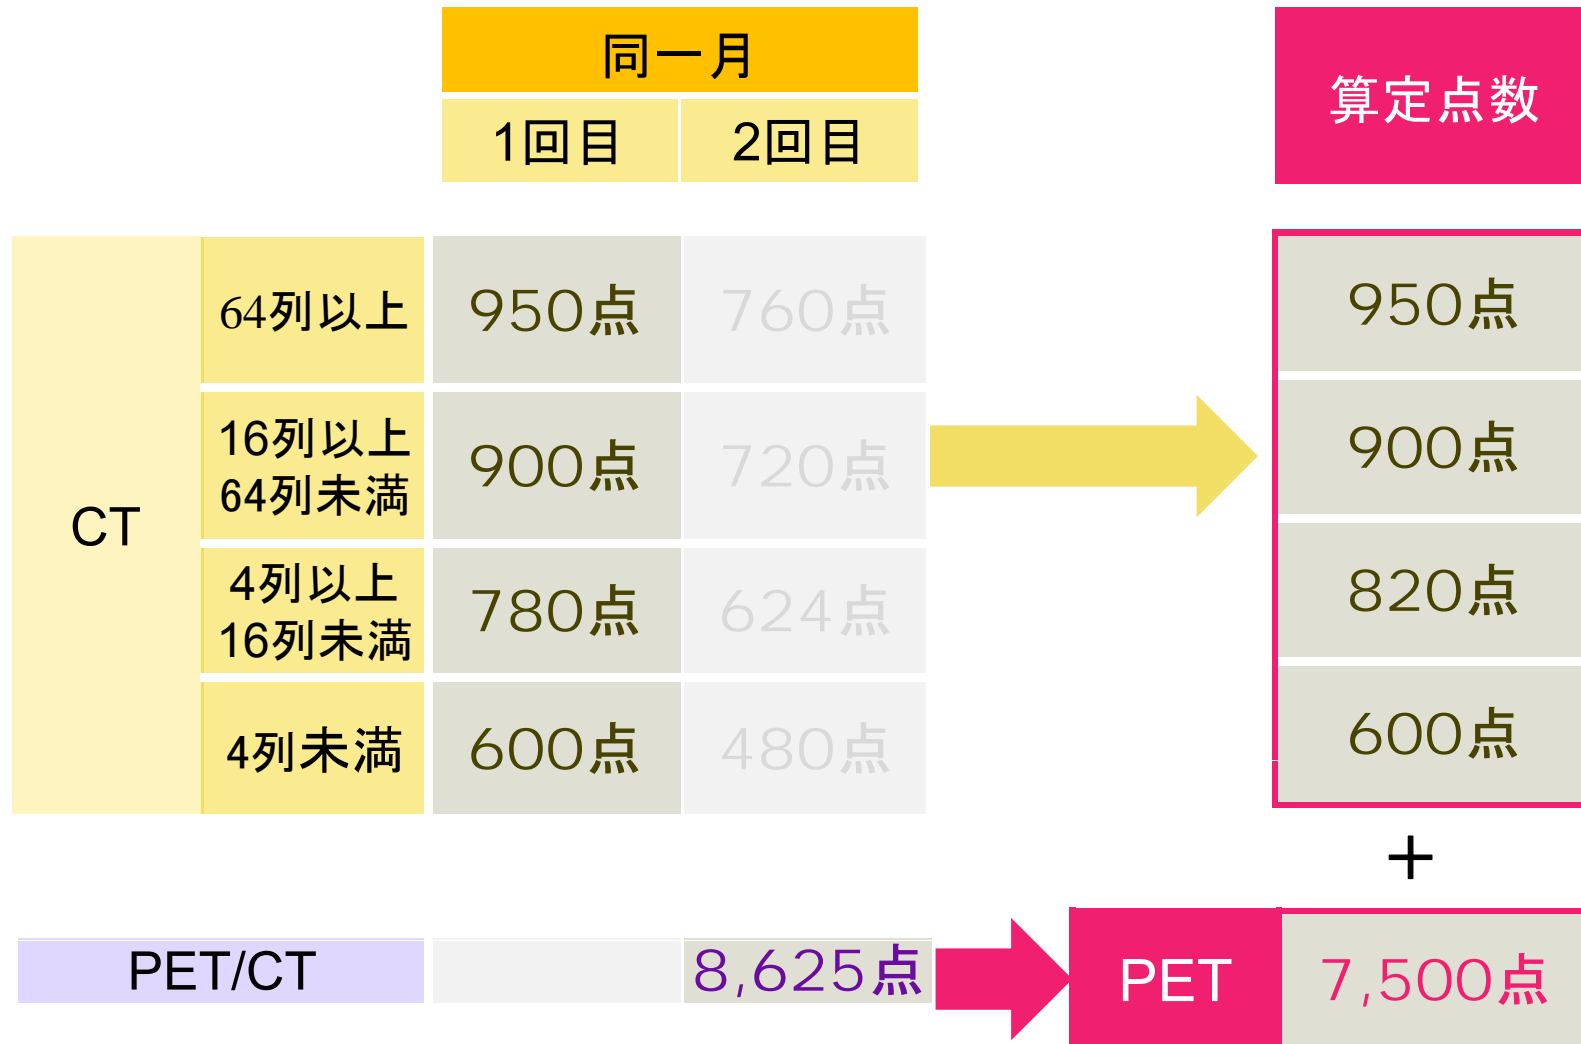 同一月
1回目
2回目
算定点数
CT
64列以上
950点
760点
950点
16列以上
64列未満
900点
720点
900点
4列以上
16列未満
780点
624点
820点
4列未満
600点
480点
600点
+
PET/CT
8,625点
PET
7,500点